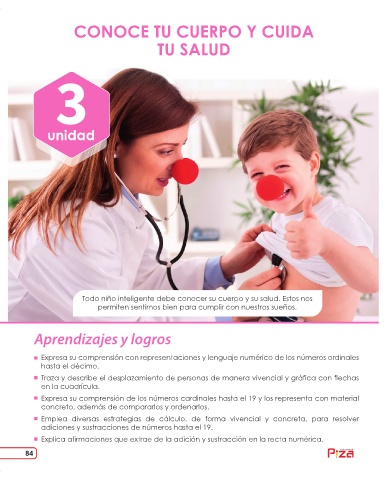 CONOCE TU CUERPO Y CUIDA
TU SALUD
3
unidad
Todo niño inteligente debe conocer su cuerpo y su salud. Estos nos
permiten sentirnos bien para cumplir con nuestros sueños.
Aprendizajes y logros
Expresa su comprensión con representaciones y lenguaje numérico de los números ordinales
hasta el décimo.
Traza y describe el desplazamiento de personas de manera vivencial y gráfica con flechas
en la cuadrícula.
Expresa su comprensión de los números cardinales hasta el 19 y los representa con material
concreto, además de compararlos y ordenarlos.
Emplea diversas estrategias de cálculo, de forma vivencial y concreta, para resolver
adiciones y sustracciones de números hasta el 19.
Explica afirmaciones que extrae de la adición y sustracción en la recta numérica.
84
Piza